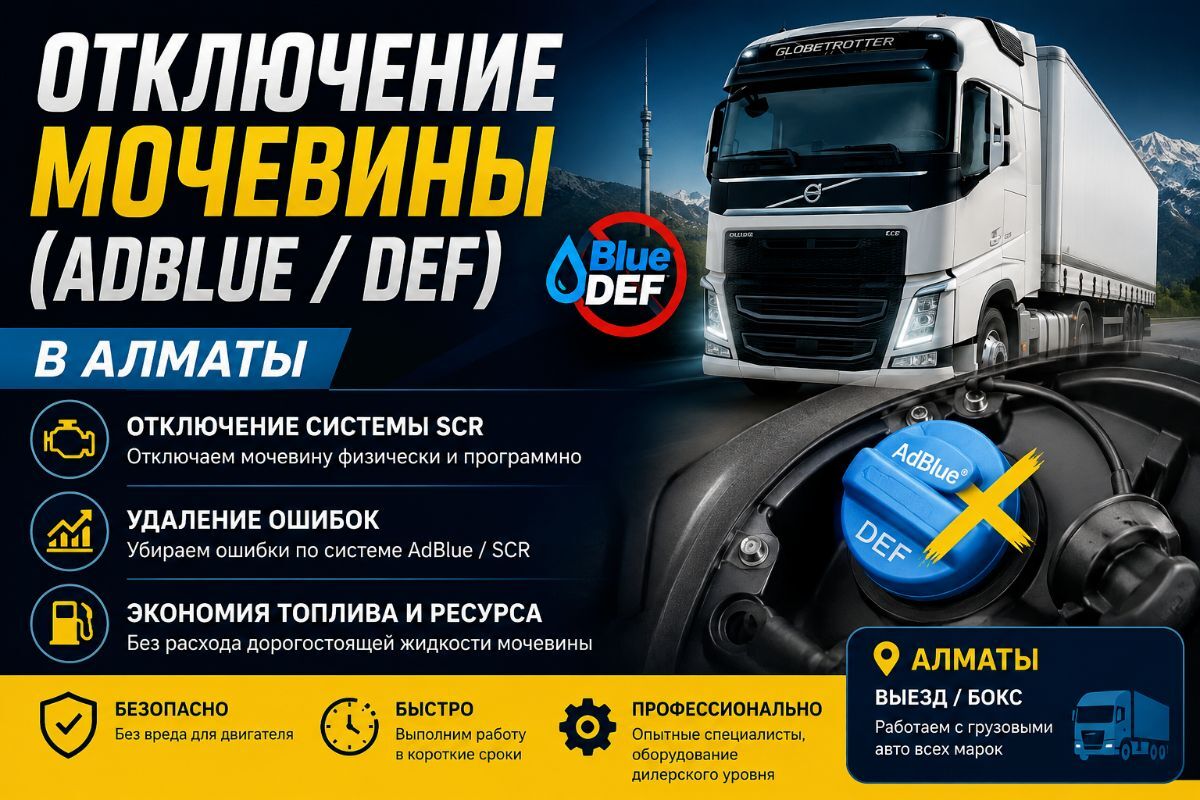 ОТКЛЮЧЕНИЕ
МОЧЕВИНЫ
(ADBLUE / DEF)
В АЛМАТЫ
Blue
DEF
GLOBETROTTER
AdBlue®
DEF
ОТКЛЮЧЕНИЕ СИСТЕМЫ SCR
Отключаем мочевину физически и программно
УДАЛЕНИЕ ОШИБОК
Убираем ошибки по системе AdBlue / SCR
ЭКОНОМИЯ ТОПЛИВА И РЕСУРСА
Без расхода дорогостоящей жидкости мочевины
БЕЗОПАСНО
Без вреда для двигателя
БЫСТРО
Выполним работу
в короткие сроки
ПРОФЕССИОНАЛЬНО
Опытные специалисты,
оборудование
дилерского уровня
АЛМАТЫ
ВЫЕЗД / БОКС
Работаем с грузовыми
авто всех марок